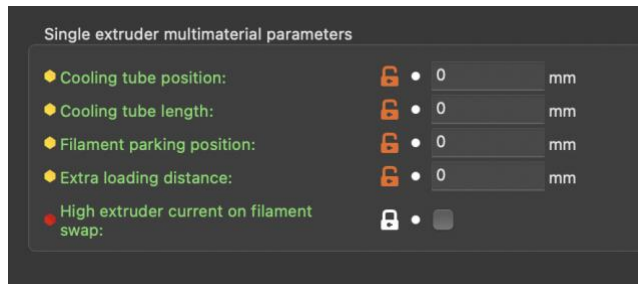 Single extruder multimaterial parameters
Cooling tube position: 0 mm
Cooling tube length: 0 mm
Filament parking position: 0 mm
Extra loading distance: 0 mm
High extruder current on filament
swap: